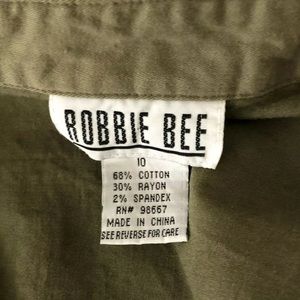 ROBBIE BEE
10
68% COTTON
30% RAYON
2% SPANDEX
RN# 98667
MADE IN CHINA
SEE REVERSE FOR CARE